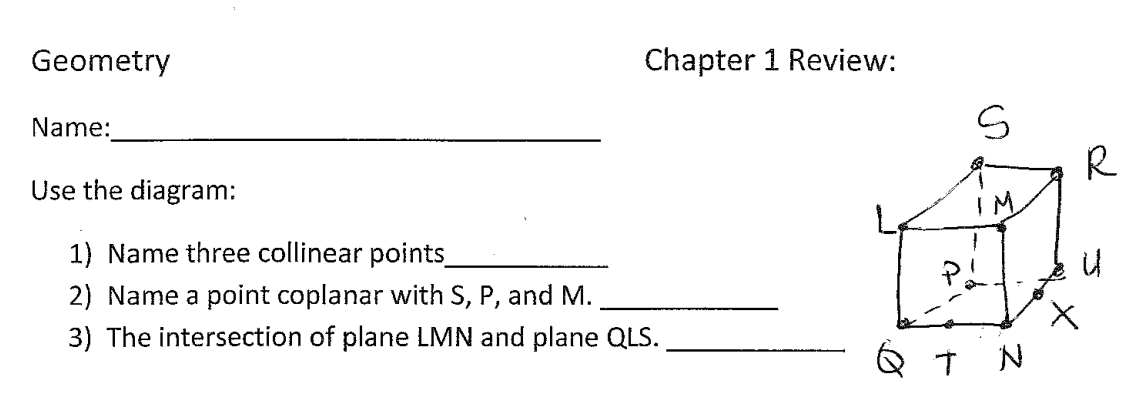 Geometry
Chapter 1 Review:
Name:
Use the diagram:
1) Name three collinear points
2) Name a point coplanar with S, P, and M.
3) The intersection of plane LMN and plane QLS.
S
R
L
M
P
U
X
Q
T
N